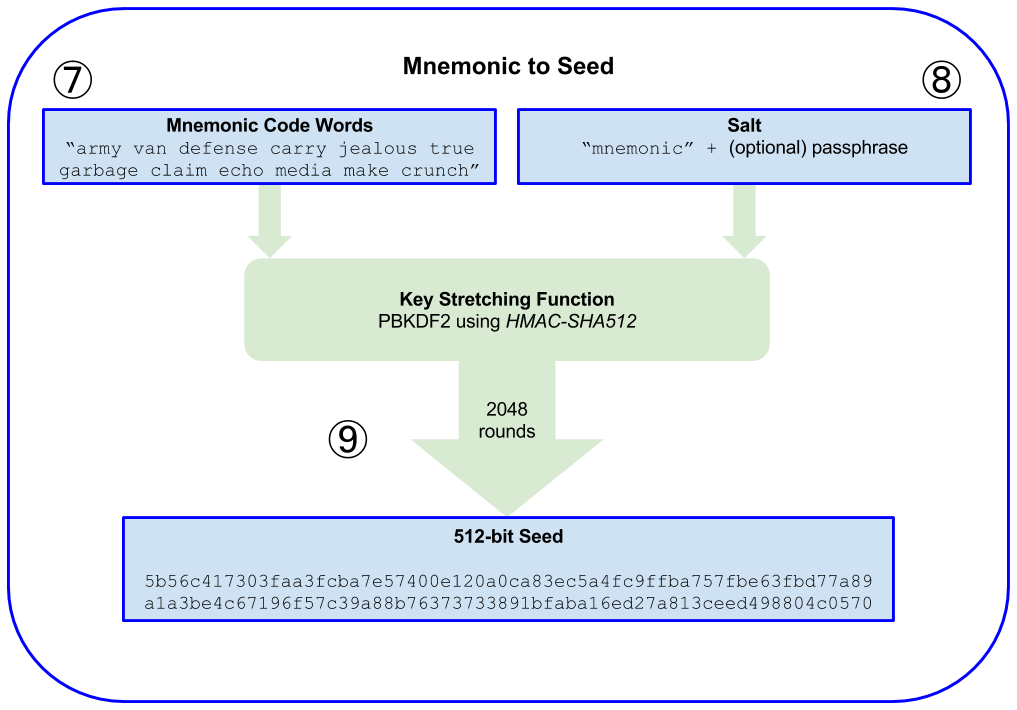 Mnemonic to Seed
⑦
⑧
Mnemonic Code Words
“army van defense carry jealous true
garbage claim echo media make crunch”
Salt
“mnemonic” + (optional) passphrase
Key Stretching Function
PBKDF2 using HMAC-SHA512
2048
rounds
⑨
512-bit Seed
5b56c417303faa3fcba7e57400e120a0ca83ec5a4fc9ffba757fbe63fbd77a89
a1a3be4c67196f57c39a88b76373733891bfaba16ed27a813ceed498804c0570